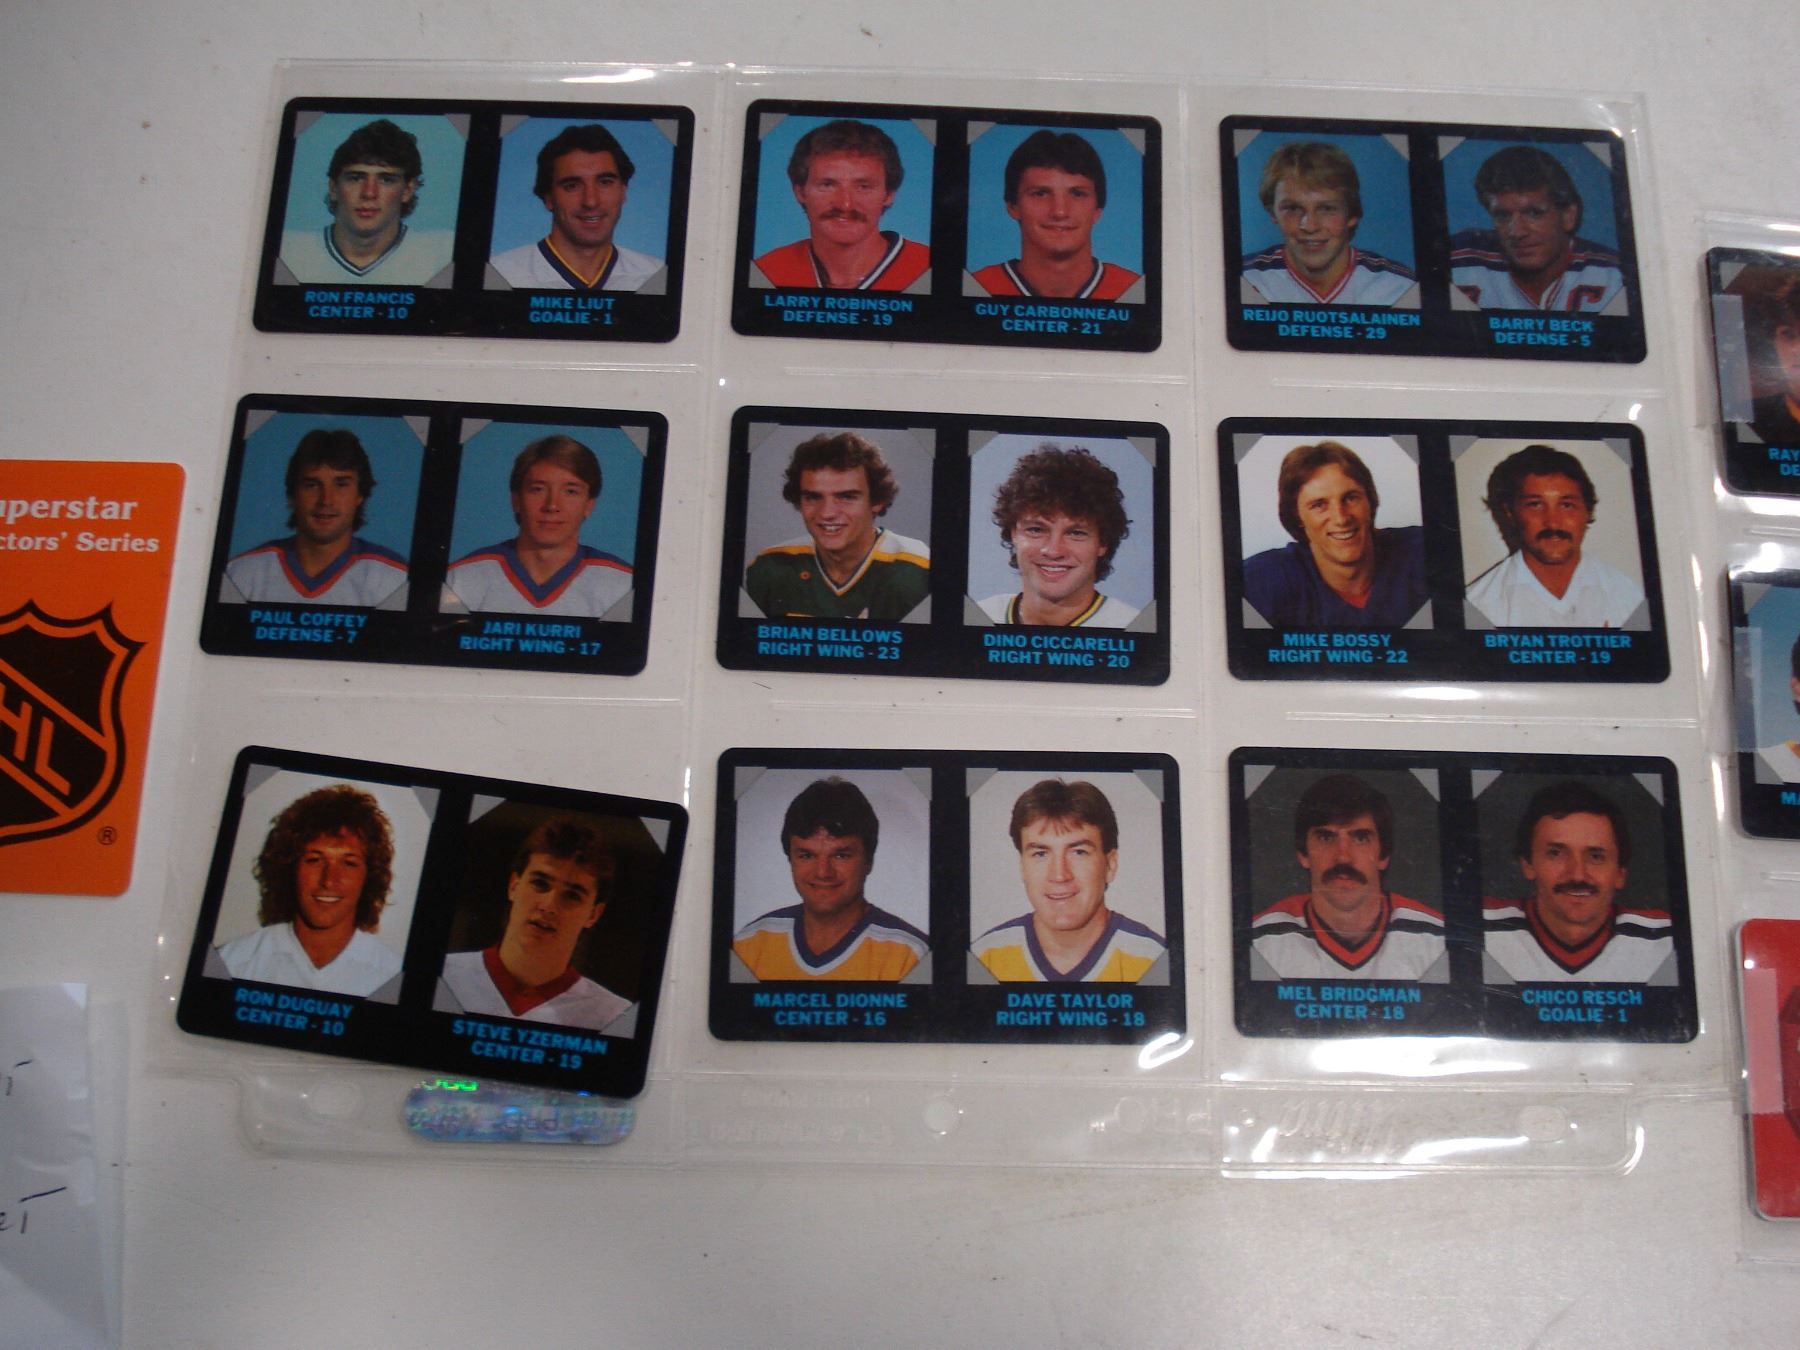 RON FRANCIS
CENTER - 10
MIKE LIUT
GOALIE - 1
LARRY ROBINSON
DEFENSE - 19
GUY CARBONNEAU
CENTER - 21
REIJO RUOTSALAINEN
DEFENSE - 29
BARRY BECK
DEFENSE - 5
PAUL COFFEY
DEFENSE - 7
JARI KURRI
RIGHT WING - 17
BRIAN BELLOWS
RIGHT WING - 23
DINO CICCARELLI
RIGHT WING - 20
MIKE BOSSY
RIGHT WING - 22
BRYAN TROTTIER
CENTER - 19
RON DUGUAY
CENTER - 10
STEVE YZERMAN
CENTER - 19
MARCEL DIONNE
CENTER - 16
DAVE TAYLOR
RIGHT WING - 18
MEL BRIDGMAN
CENTER - 18
CHICO RESCH
GOALIE - 1
uperstar
ctors' Series
HL
®
RAY
DE
MA